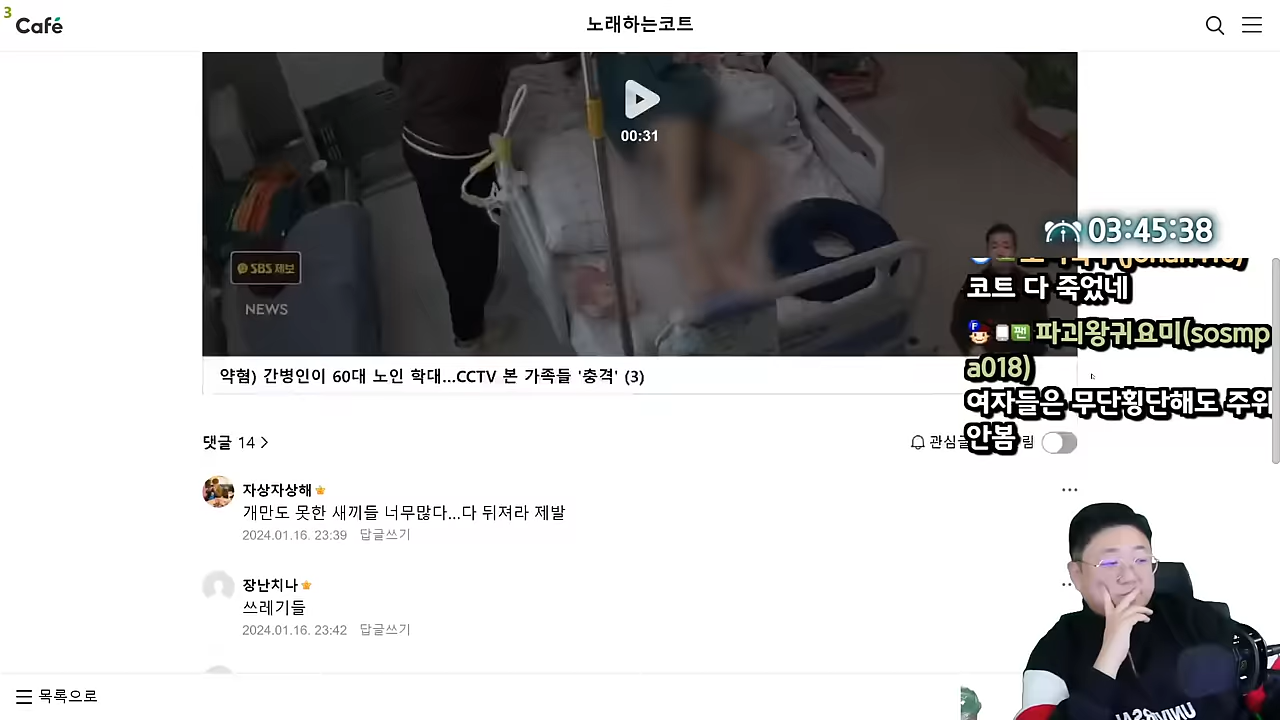 3
Café
노래하는코트
00:31
SBS 제보
NEWS
03:45:38
코트 다 죽었네
파괴왕귀요미(sosmp
a018)
여자들은 무단횡단해도 주위
안봄
약혐) 간병인이 60대 노인 학대...CCTV 본 가족들 '충격' (3)
댓글 14 >
관심글
림
자상자상해
개만도 못한 새끼들 너무많다...다 뒤져라 제발
2024.01.16. 23:39 답글쓰기
장난치나
쓰레기들
2024.01.16. 23:42 답글쓰기
목록으로